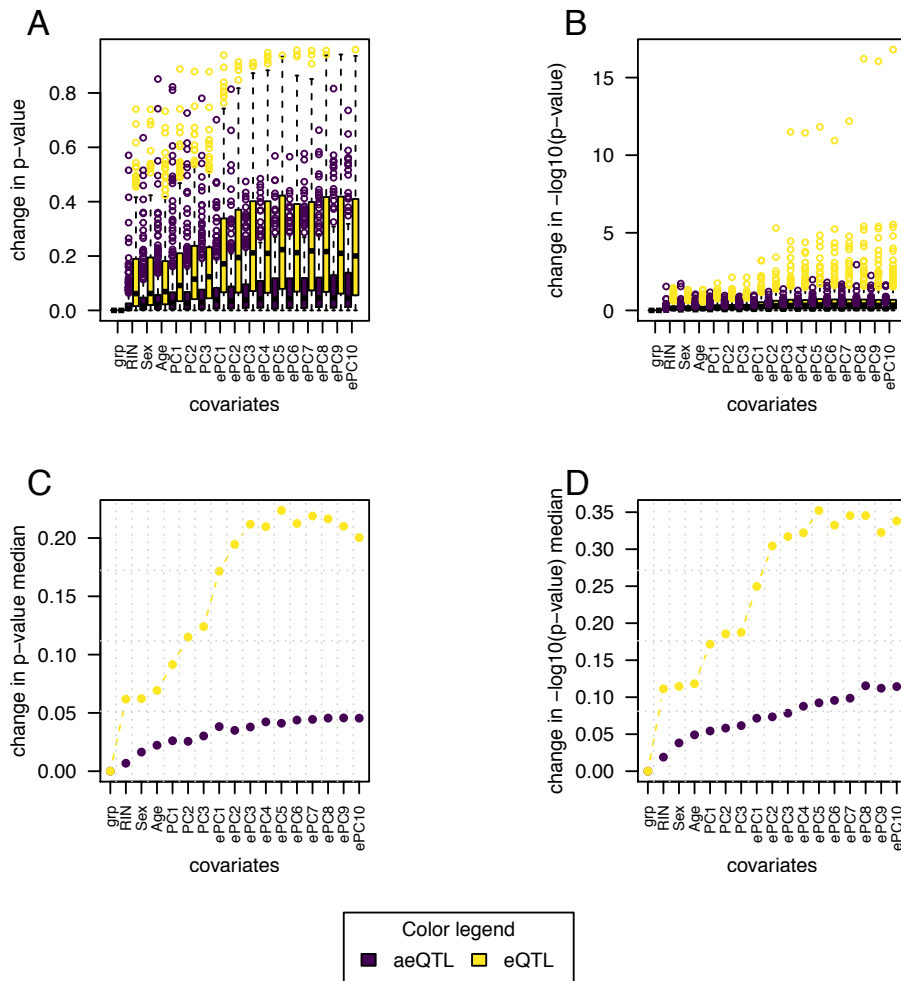 A
change in p-value
0.0
0.2
0.4
0.6
0.8
grp
RIN
Sex
Age
PC1
PC2
PC3
ePC1
ePC2
ePC3
ePC4
ePC5
ePC6
ePC7
ePC8
ePC9
ePC10
covariates
B
change in −log10(p-value)
0
5
10
15
grp
RIN
Sex
Age
PC1
PC2
PC3
ePC1
ePC2
ePC3
ePC4
ePC5
ePC6
ePC7
ePC8
ePC9
ePC10
covariates
C
change in p-value median
0.00
0.05
0.10
0.15
0.20
grp
RIN
Sex
Age
PC1
PC2
PC3
ePC1
ePC2
ePC3
ePC4
ePC5
ePC6
ePC7
ePC8
ePC9
ePC10
covariates
D
change in −log10(p-value) median
0.00
0.05
0.10
0.15
0.20
0.25
0.30
0.35
grp
RIN
Sex
Age
PC1
PC2
PC3
ePC1
ePC2
ePC3
ePC4
ePC5
ePC6
ePC7
ePC8
ePC9
ePC10
covariates
Color legend
aeQTL eQTL